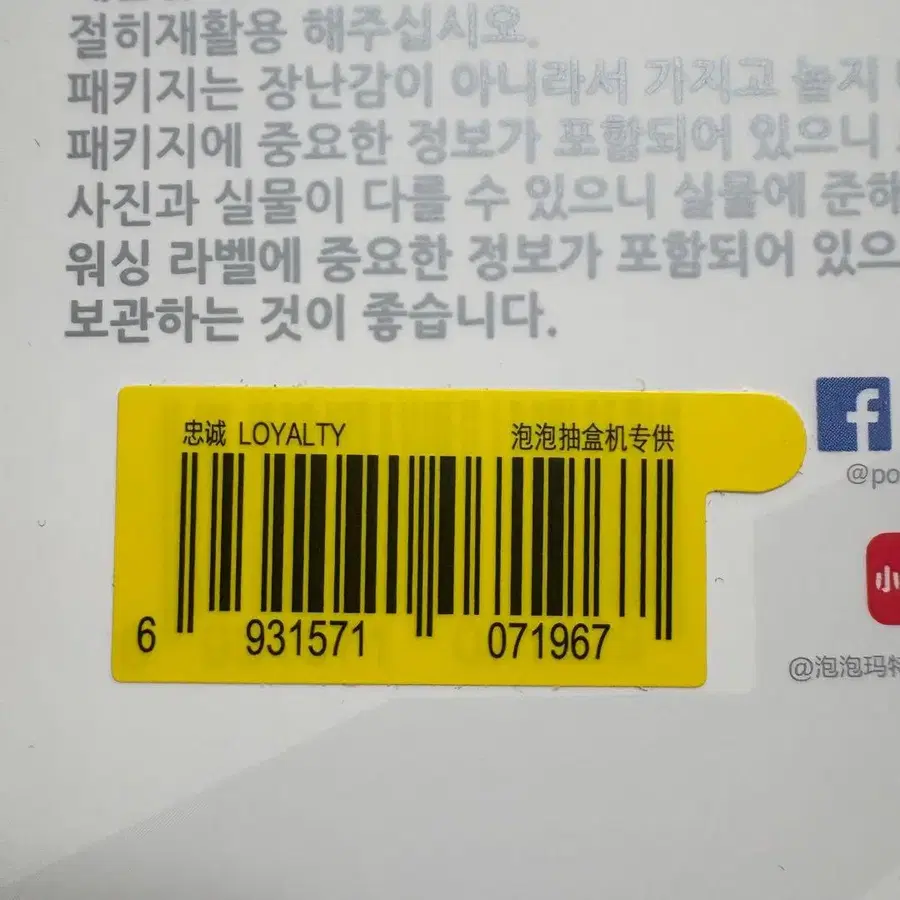 절히재활용 해주십시오.
패키지는 장난감이 아니라서 가지고 놀지
패키지에 중요한 정보가 포함되어 있으니
사진과 실물이 다를 수 있으니 실물에 준해
워싱 라벨에 중요한 정보가 포함되어 있으
보관하는 것이 좋습니다.
忠诚 LOYALTY 泡泡抽盒机专供
6 931571 071967
f
@po
小
@泡泡玛特